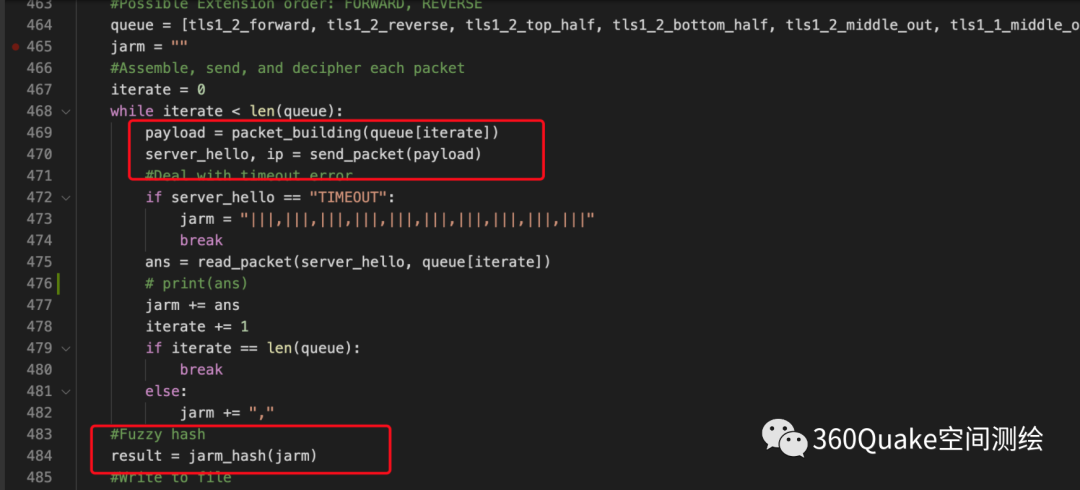 463 #Possible Extension order: FORWARD, REVERSE
464 queue = [tls1_2_forward, tls1_2_reverse, tls1_2_top_half, tls1_2_bottom_half, tls1_2_middle_out, tls1_1_middle_o
465 jarm = ""
466 #Assemble, send, and decipher each packet
467 iterate = 0
468 while iterate < len(queue):
469 payload = packet_building(queue[iterate])
470 server_hello, ip = send_packet(payload)
471 #Deal with timeout error
472 if server_hello == "TIMEOUT":
473 jarm = "|||,|||,|||,|||,|||,|||,|||,|||,|||,|||"
474 break
475 ans = read_packet(server_hello, queue[iterate])
476 # print(ans)
477 jarm += ans
478 iterate += 1
479 if iterate == len(queue):
480 break
481 else:
482 jarm += ","
483 #Fuzzy hash
484 result = jarm_hash(jarm)
485 #Write to file
360Quake空间测绘